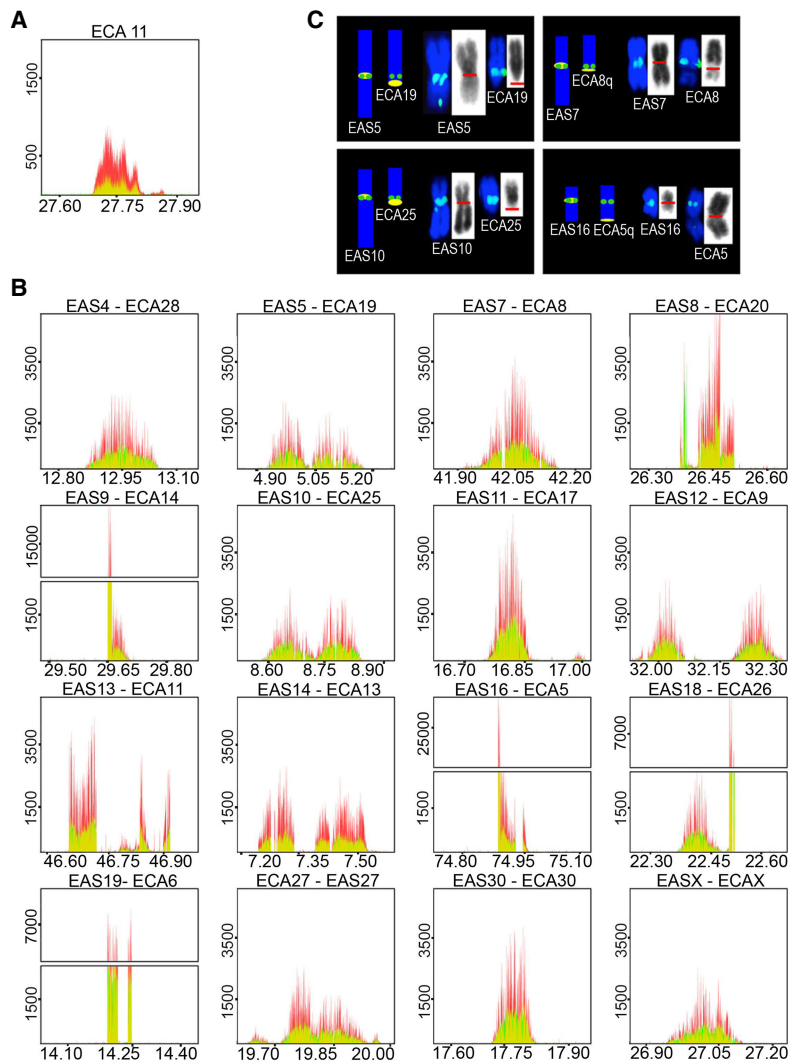 A
ECA 11
1500
500
27.60 27.75 27.90
C
EAS5
ECA19
EAS5
ECA19
EAS7
ECA8q
EAS7
ECA8
EAS10
ECA25
EAS10
ECA25
EAS16
ECA5q
EAS16
ECA5
B
EAS4 - ECA28
3500
1500
12.80 12.95 13.10
EAS5 - ECA19
3500
1500
4.90 5.05 5.20
EAS7 - ECA8
3500
1500
41.90 42.05 42.20
EAS8 - ECA20
3500
1500
26.30 26.45 26.60
EAS9 - ECA14
15000
1500
29.50 29.65 29.80
EAS10 - ECA25
3500
1500
8.60 8.75 8.90
EAS11 - ECA17
3500
1500
16.70 16.85 17.00
EAS12 - ECA9
3500
1500
32.00 32.15 32.30
EAS13 - ECA11
3500
1500
46.60 46.75 46.90
EAS14 - ECA13
3500
1500
7.20 7.35 7.50
EAS16 - ECA5
25000
1500
74.80 74.95 75.10
EAS18 - ECA26
7000
1500
22.30 22.45 22.60
EAS19- ECA6
7000
1500
14.10 14.25 14.40
ECA27 - EAS27
3500
1500
19.70 19.85 20.00
EAS30 - ECA30
3500
1500
17.60 17.75 17.90
EASX - ECAX
3500
1500
26.90 27.05 27.20